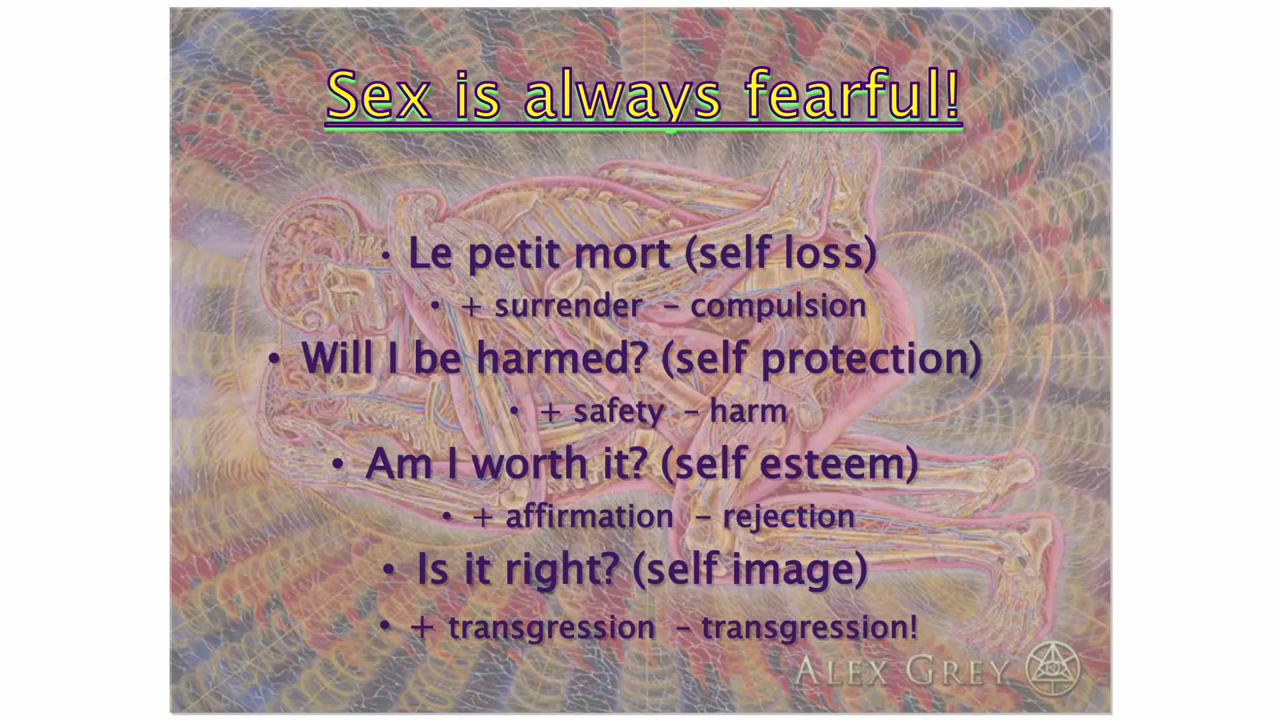 Sex is always fearful!
• Le petit mort (self loss)
• + surrender – compulsion
• Will I be harmed? (self protection)
• + safety – harm
• Am I worth it? (self esteem)
• + affirmation – rejection
• Is it right? (self image)
• + transgression – transgression!
ALEX GREY